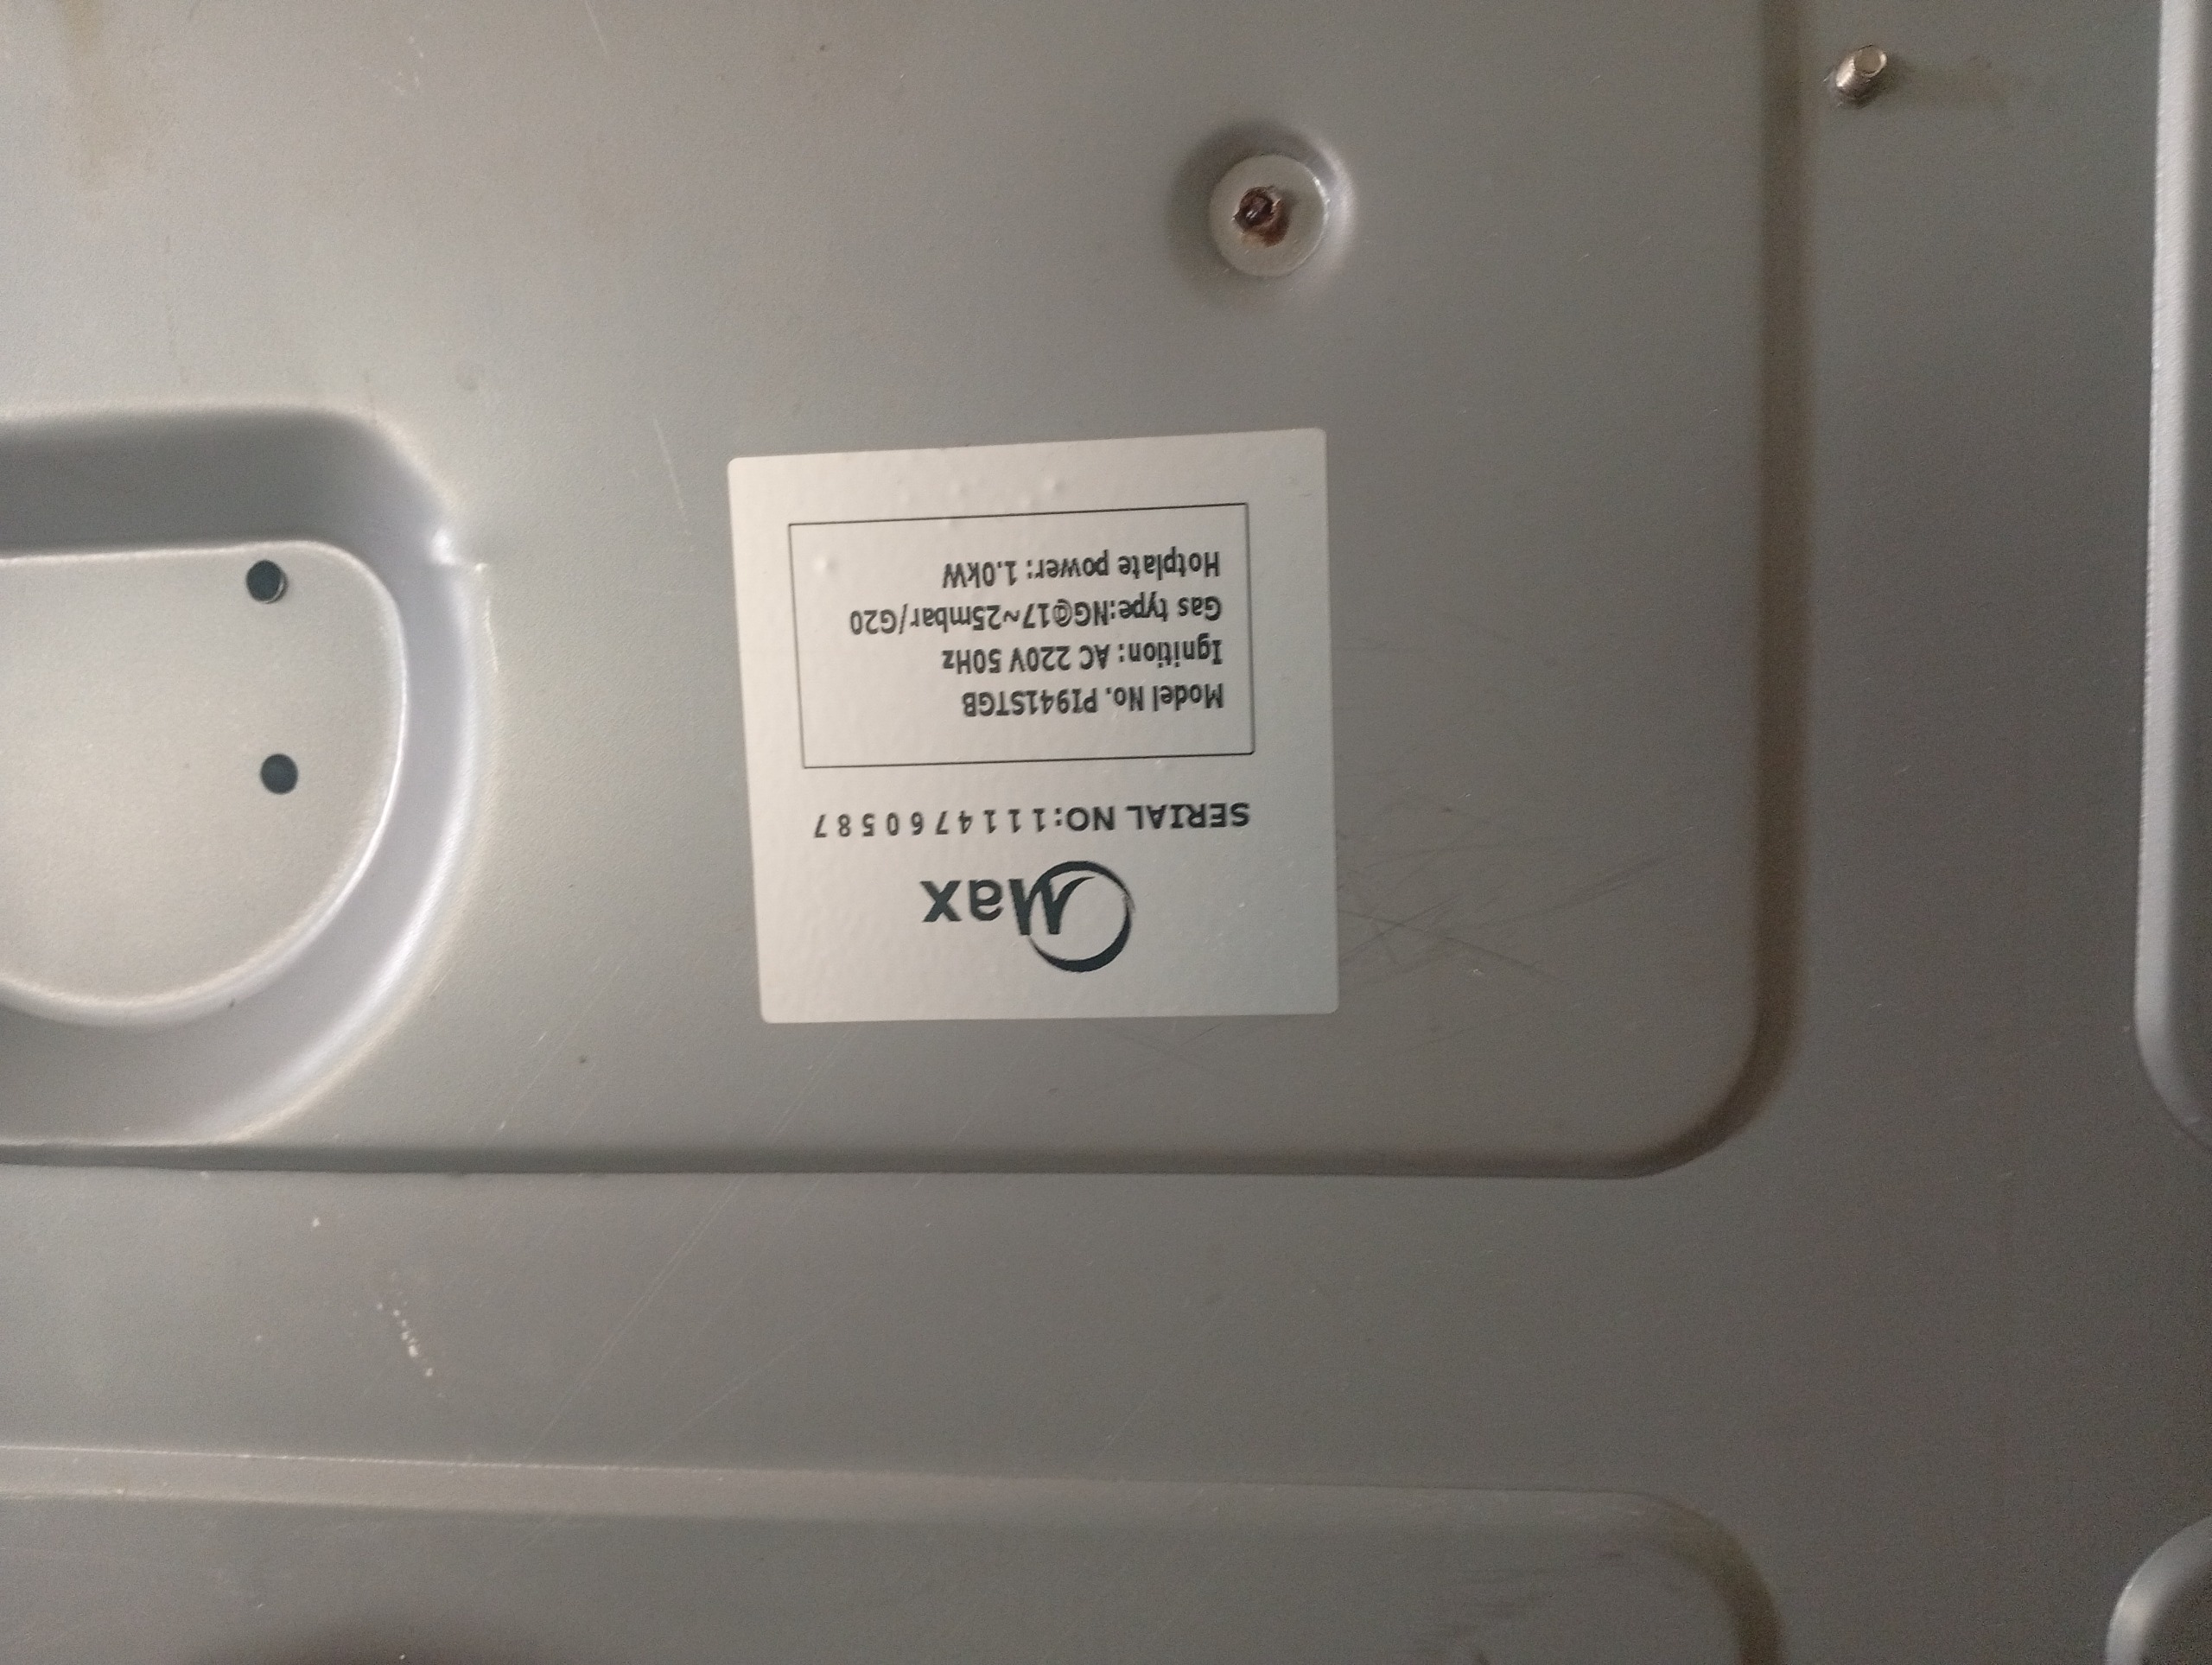 Max
SERIAL NO:1114760587
Model No. PI941STGB
Ignition: AC 220V 50Hz
Gas type:NG@17~25mbar/G20
Hotplate power: 1.0kW